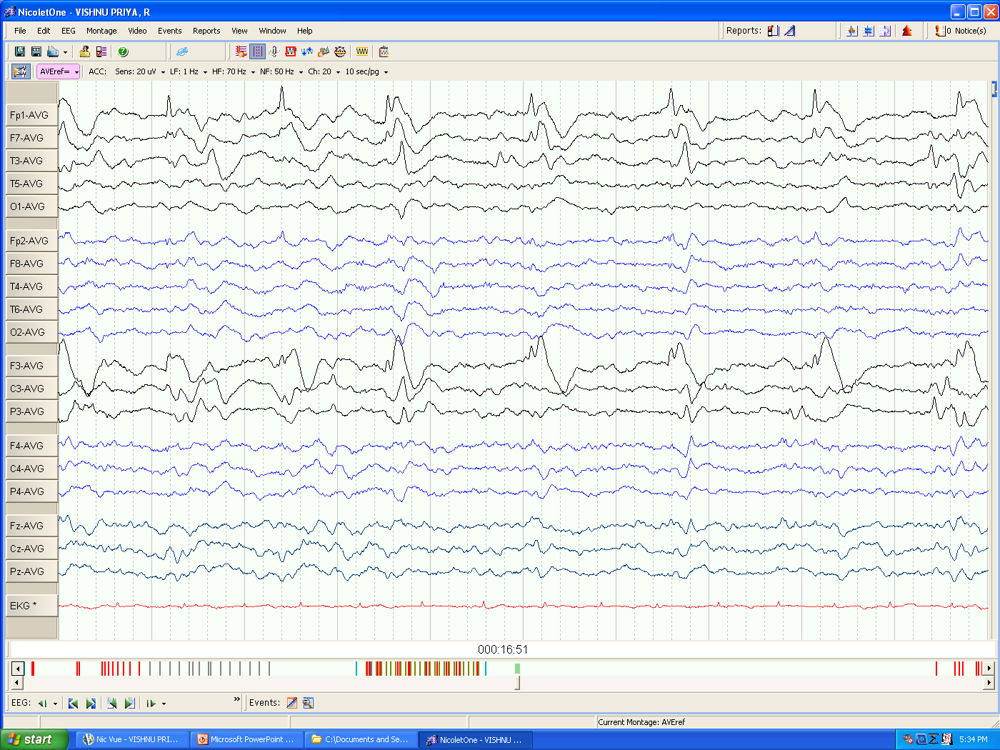 NicoletOne - VISHNU PRIYA, R
File Edit EEG Montage Video Events Reports View Window Help
Reports:
0 Notice(s)
AVEref= ACC: Sens: 20 uV LF: 1 Hz HF: 70 Hz NF: 50 Hz Ch: 20 10 sec/pg
Fp1-AVG
F7-AVG
T3-AVG
T5-AVG
O1-AVG
Fp2-AVG
F8-AVG
T4-AVG
T6-AVG
O2-AVG
F3-AVG
C3-AVG
P3-AVG
F4-AVG
C4-AVG
P4-AVG
Fz-AVG
Cz-AVG
Pz-AVG
EKG *
000:16:51
EEG: » Events:
Current Montage: AVEref
start Nic Vue - VISHNU PRI... Microsoft PowerPoint ... C:\Documents and Se... NicoletOne - VISHNU ... 5:34 PM